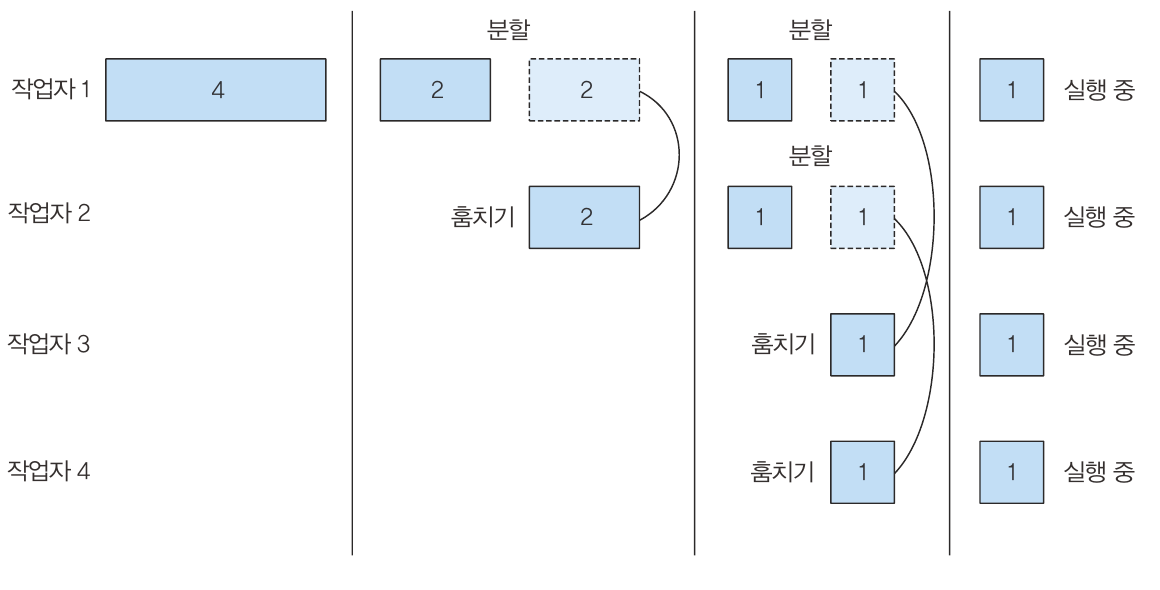 분할 분할
작업자 1 4 2 2 1 1 1 실행 중
분할
작업자 2 훔치기 2 1 1 1 실행 중
작업자 3 훔치기 1 1 실행 중
작업자 4 훔치기 1 1 실행 중